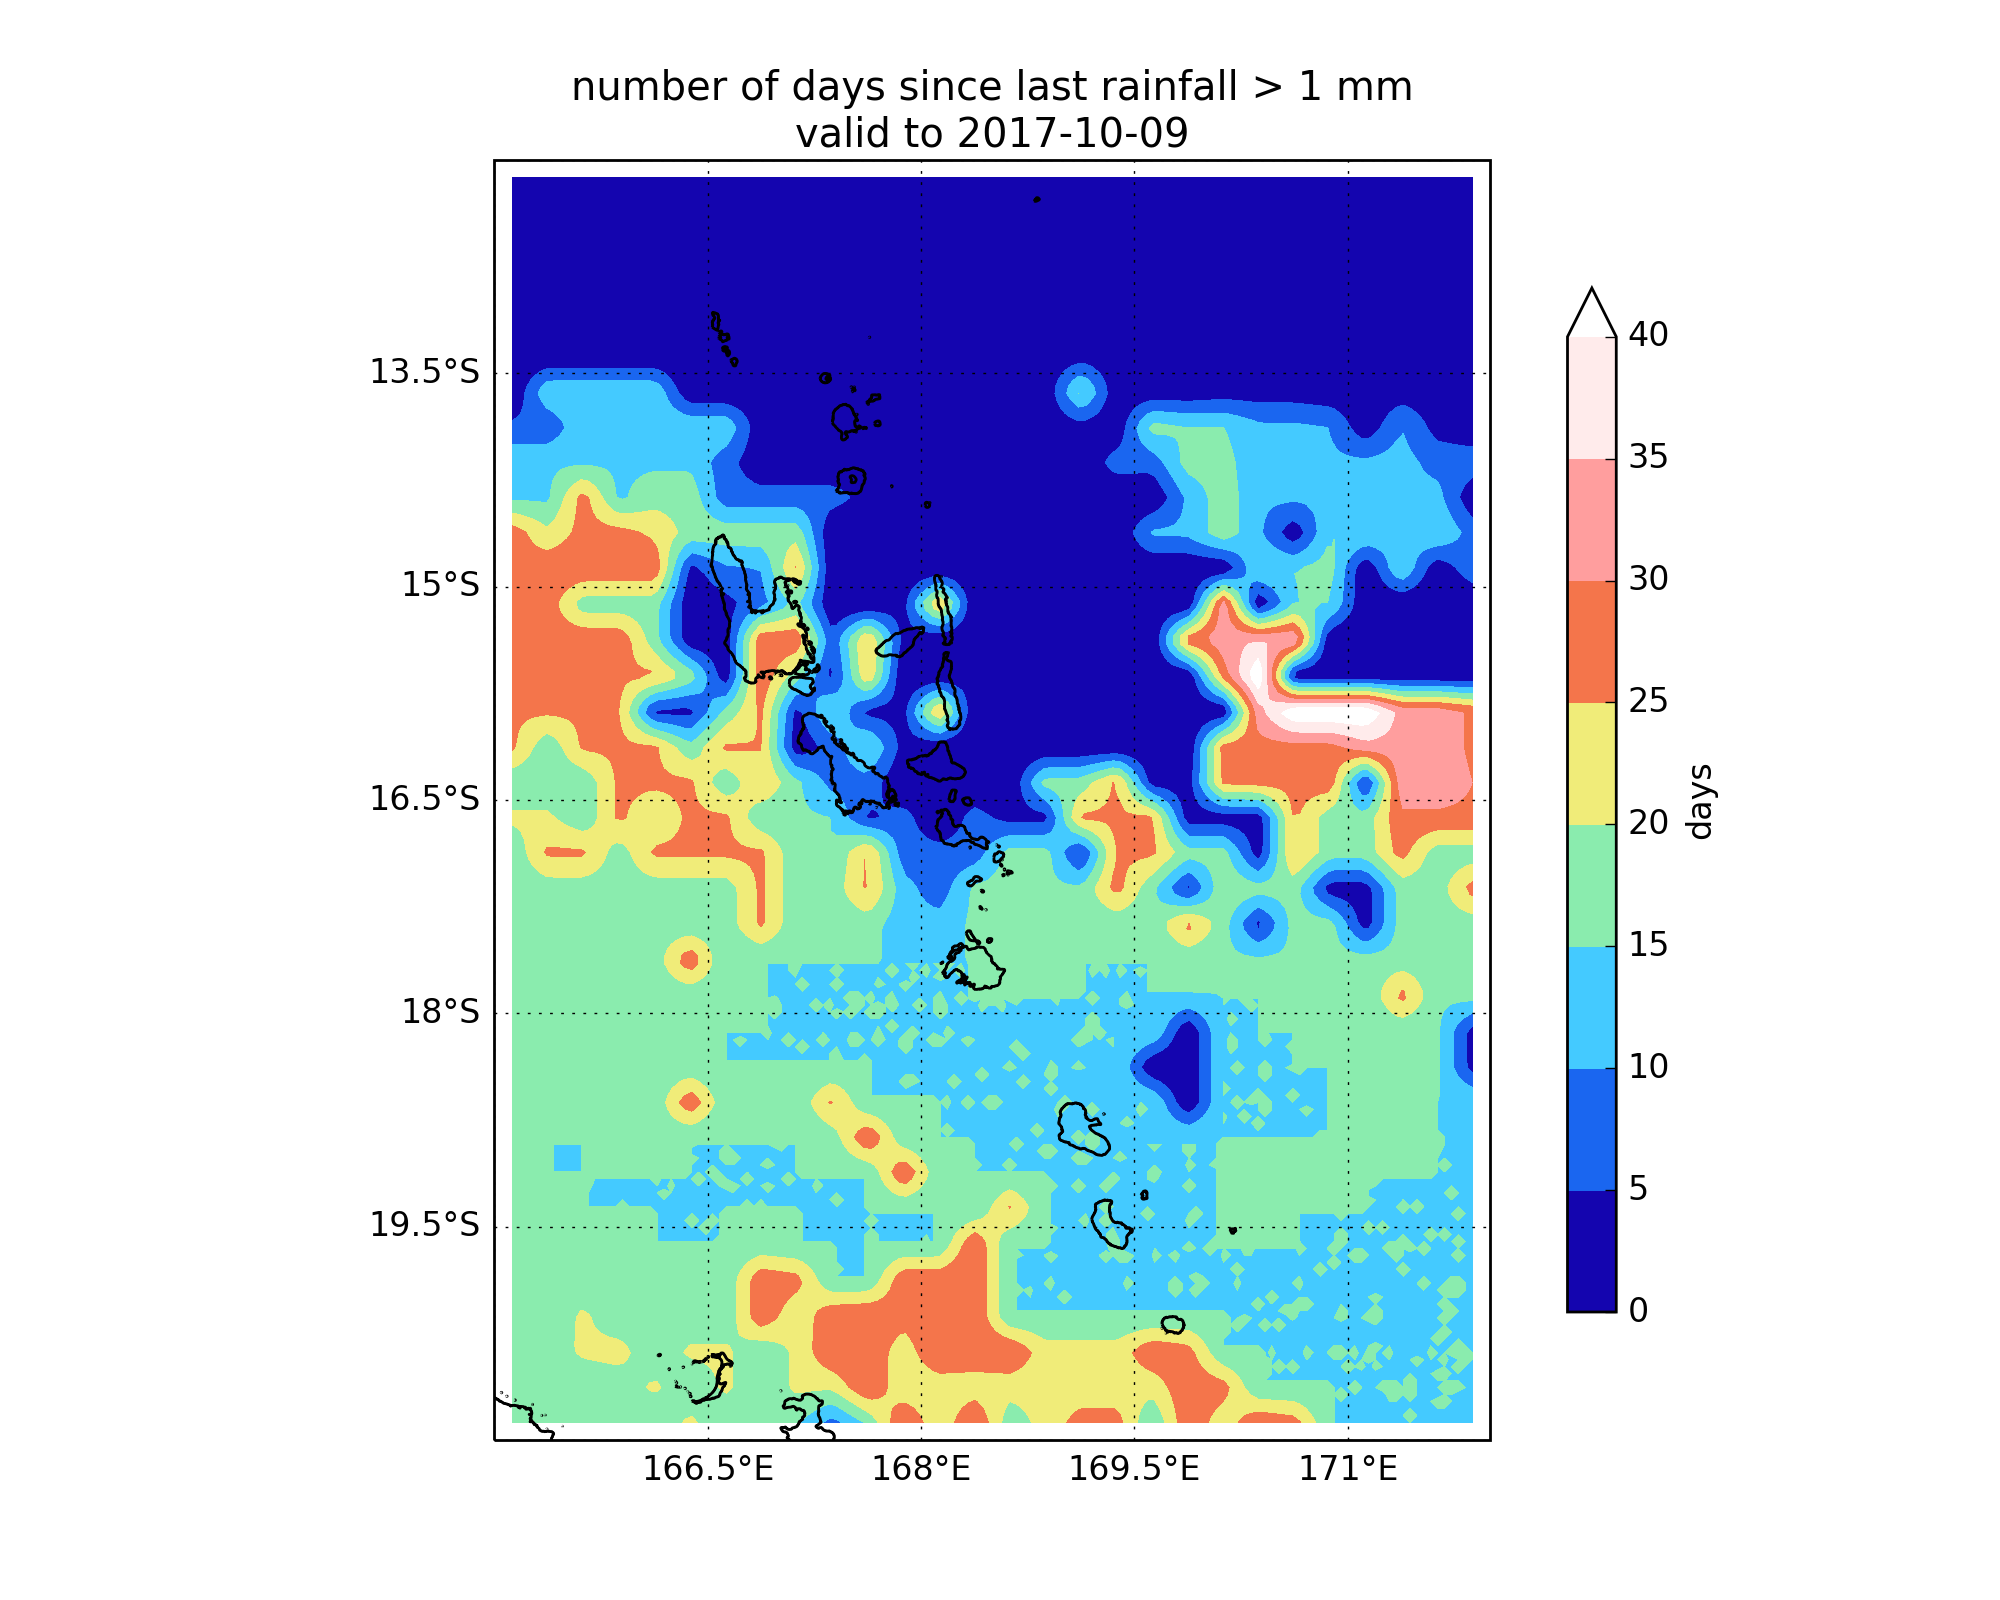 number of days since last rainfall > 1 mm
valid to 2017-10-09
13.5°S
15°S
16.5°S
18°S
19.5°S
166.5°E
168°E
169.5°E
171°E
40
35
30
25
20
15
10
5
0
days